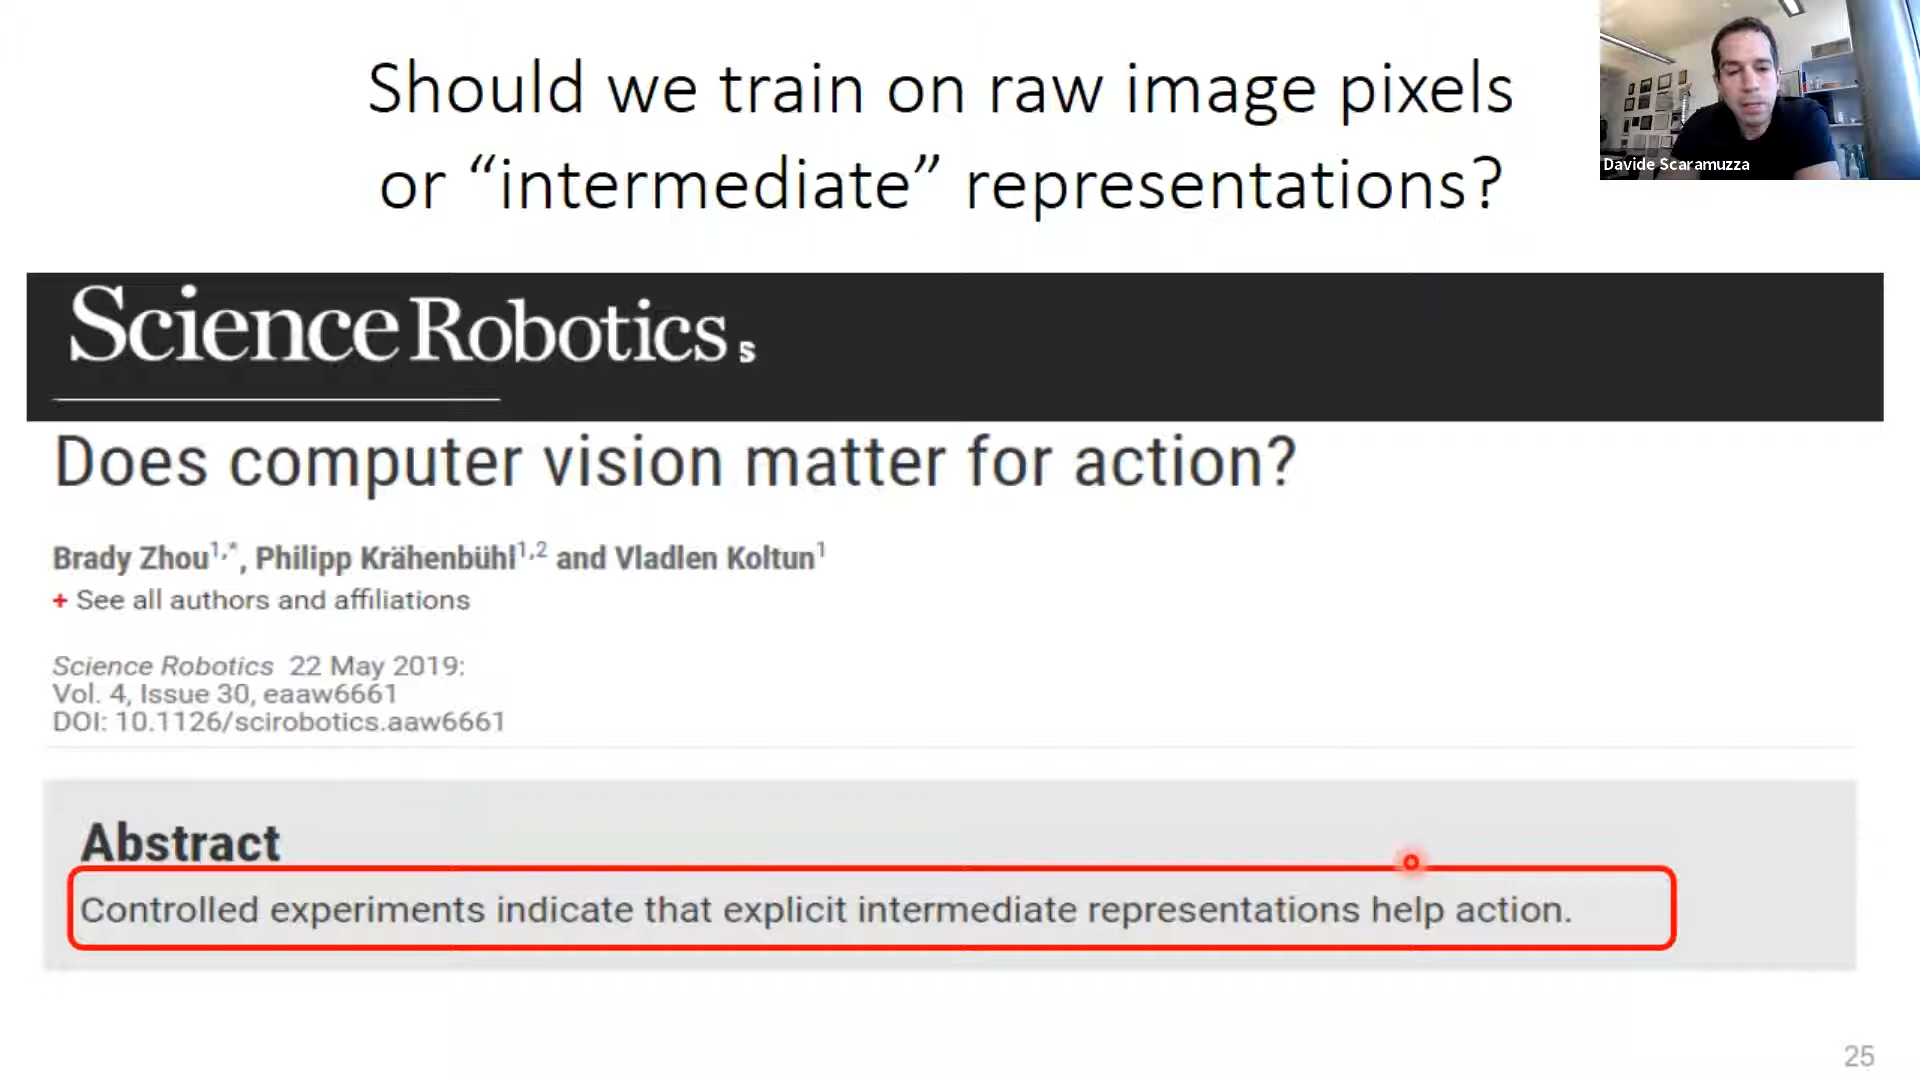 Should we train on raw image pixels
or “intermediate” representations?
Davide Scaramuzza
Science Robotics s
Does computer vision matter for action?
Brady Zhou1,*, Philipp Krähenbühl1,2 and Vladlen Koltun1
+ See all authors and affiliations
Science Robotics 22 May 2019:
Vol. 4, Issue 30, eaaw6661
DOI: 10.1126/scirobotics.aaw6661
Abstract
Controlled experiments indicate that explicit intermediate representations help action.
25